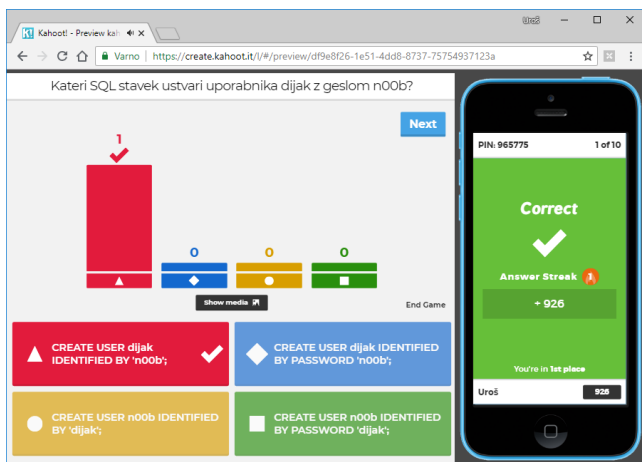 Uroš
K! Kahoot! - Preview kah
Varno | https://create.kahoot.it/l/#/preview/df9e8f26-1e51-4dd8-8737-75754937123a
Kateri SQL stavek ustvari uporabnika dijak z geslom n00b?
Next
1
0
0
0
Show media
End Game
CREATE USER dijak
IDENTIFIED BY 'n00b';
CREATE USER dijak IDENTIFIED
BY PASSWORD 'n00b';
CREATE USER n00b IDENTIFIED
BY 'dijak';
CREATE USER n00b IDENTIFIED
BY PASSWORD 'dijak';
PIN: 965775 1 of 10
Correct
Answer Streak 1
+ 926
You're in 1st place
Uroš 926